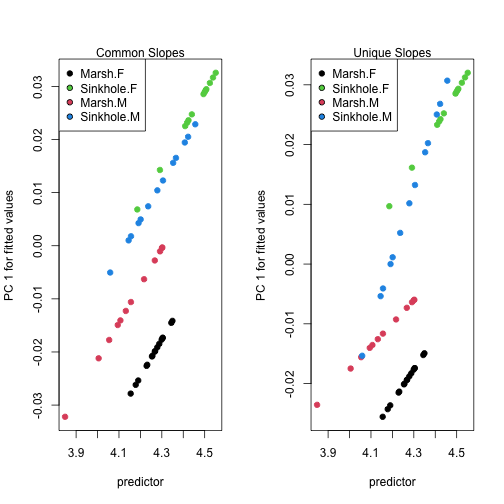 Common Slopes
Marsh.F
Sinkhole.F
Marsh.M
Sinkhole.M
PC 1 for fitted values
0.03
0.02
0.01
0.00
-0.01
-0.02
-0.03
3.9 4.1 4.3 4.5
predictor
Unique Slopes
Marsh.F
Sinkhole.F
Marsh.M
Sinkhole.M
PC 1 for fitted values
0.03
0.02
0.01
0.00
-0.01
-0.02
3.9 4.1 4.3 4.5
predictor